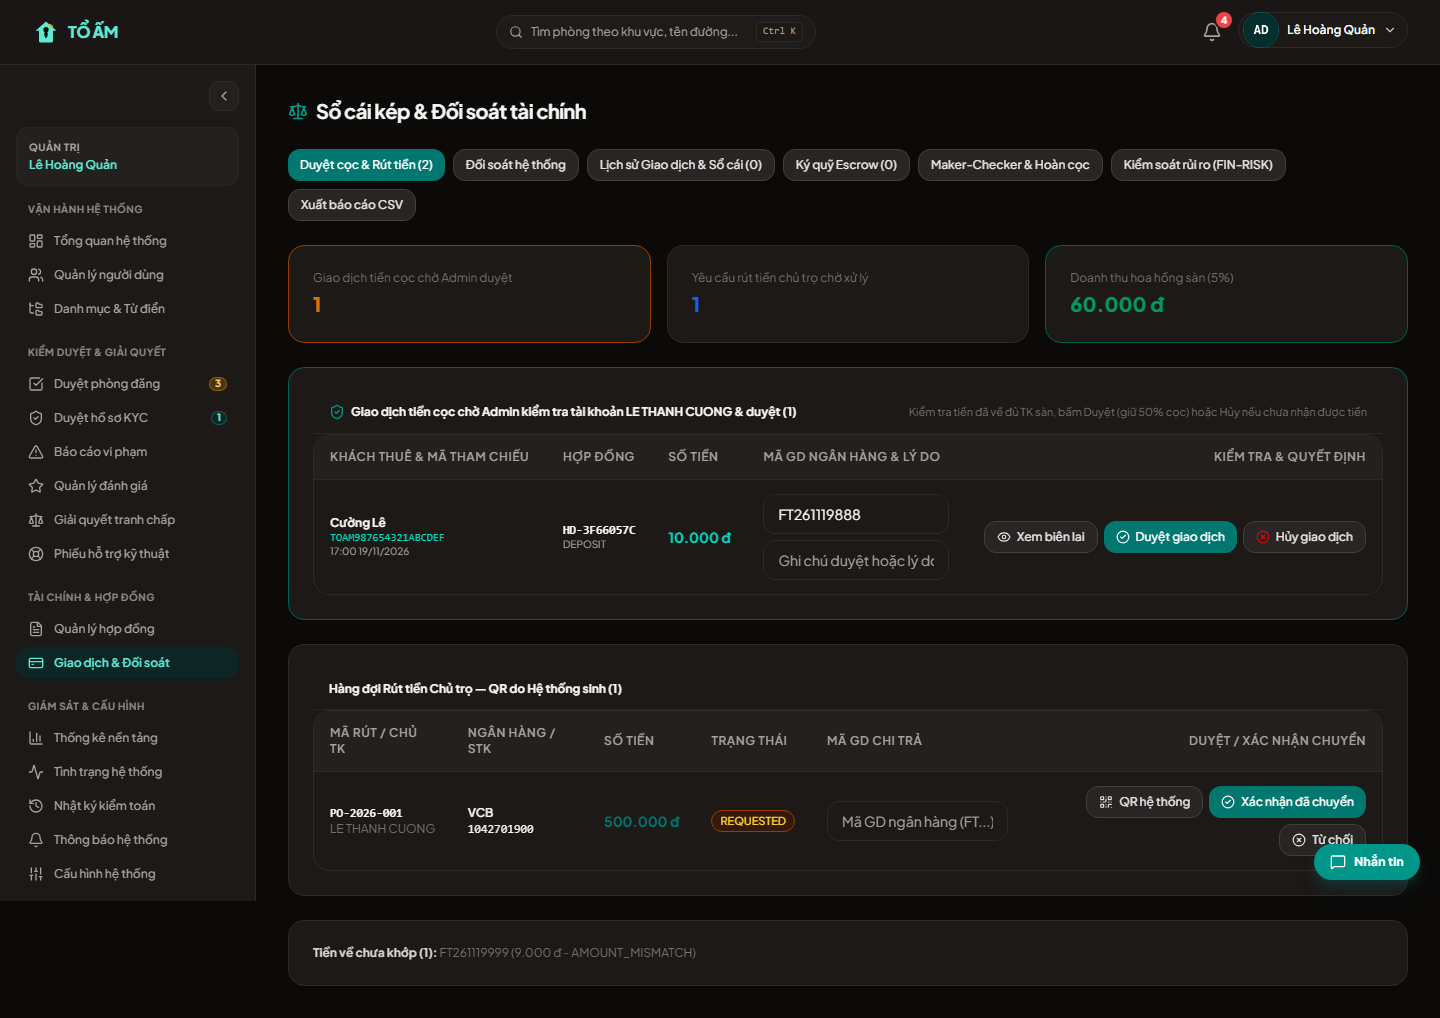 TỔ ẤM
Tìm phòng theo khu vực, tên đường...
Ctrl K
4
AD
Lê Hoàng Quản
QUẢN TRỊ
Lê Hoàng Quản
VẬN HÀNH HỆ THỐNG
Tổng quan hệ thống
Quản lý người dùng
Danh mục & Từ điển
KIỂM DUYỆT & GIẢI QUYẾT
Duyệt phòng đăng
3
Duyệt hồ sơ KYC
1
Báo cáo vi phạm
Quản lý đánh giá
Giải quyết tranh chấp
Phiếu hỗ trợ kỹ thuật
TÀI CHÍNH & HỢP ĐỒNG
Quản lý hợp đồng
Giao dịch & Đối soát
GIÁM SÁT & CẤU HÌNH
Thống kê nền tảng
Tình trạng hệ thống
Nhật ký kiểm toán
Thông báo hệ thống
Cấu hình hệ thống
Sổ cái kép & Đối soát tài chính
Duyệt cọc & Rút tiền (2)
Đối soát hệ thống
Lịch sử Giao dịch & Sổ cái (0)
Ký quỹ Escrow (0)
Maker-Checker & Hoàn cọc
Kiểm soát rủi ro (FIN-RISK)
Xuất báo cáo CSV
Giao dịch tiền cọc chờ Admin duyệt
1
Yêu cầu rút tiền chủ trọ chờ xử lý
1
Doanh thu hoa hồng sàn (5%)
60.000 đ
Giao dịch tiền cọc chờ Admin kiểm tra tài khoản LE THANH CUONG & duyệt (1)
Kiểm tra tiền đã về đủ TK sàn, bấm Duyệt (giữ 50% cọc) hoặc Hủy nếu chưa nhận được tiền
KHÁCH THUÊ & MÃ THAM CHIẾU
HỢP ĐỒNG
SỐ TIỀN
MÃ GD NGÂN HÀNG & LÝ DO
KIỂM TRA & QUYẾT ĐỊNH
Cường Lê
TOAM987654321ABCDEF
17:00 19/11/2026
HD-3F66057C
DEPOSIT
10.000 đ
FT261119888
Ghi chú duyệt hoặc lý do
Xem biên lai
Duyệt giao dịch
Hủy giao dịch
Hàng đợi Rút tiền Chủ trọ — QR do Hệ thống sinh (1)
MÃ RÚT / CHỦ
TK
NGÂN HÀNG /
STK
SỐ TIỀN
TRẠNG THÁI
MÃ GD CHI TRẢ
DUYỆT / XÁC NHẬN CHUYỂN
PO-2026-001
LE THANH CUONG
VCB
1042701900
500.000 đ
REQUESTED
Mã GD ngân hàng (FT...)
QR hệ thống
Xác nhận đã chuyển
Từ chối
Nhắn tin
Tiền về chưa khớp (1): FT261119999 (9.000 đ - AMOUNT_MISMATCH)